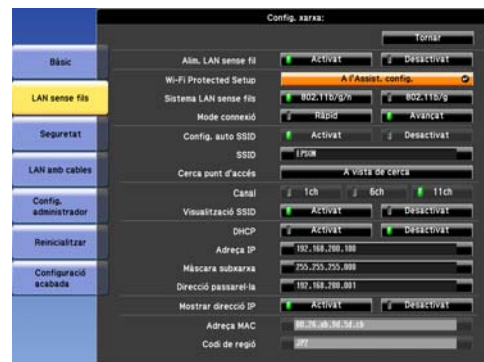 Config. xarxa:
Tornar
Bàsic
LAN sense fils
Seguretat
LAN amb cables
Config.
administrador
Reinicialitzar
Configuració
acabada
Alim. LAN sense fil Activat Desactivat
Wi-Fi Protected Setup A l'Assist. config.
Sistema LAN sense fils 802.11b/g/n 802.11b/g
Mode connexió Ràpid Avançat
Config. auto SSID Activat Desactivat
SSID EPSON
Cerca punt d'accés A vista de cerca
Canal 1ch 6ch 11ch
Visualització SSID Activat Desactivat
DHCP Activat Desactivat
Adreça IP 192.168.200.100
Màscara subxarxa 255.255.255.000
Direcció passarel·la 192.168.200.001
Mostrar direcció IP Activat Desactivat
Adreça MAC
Codi de regió JP2